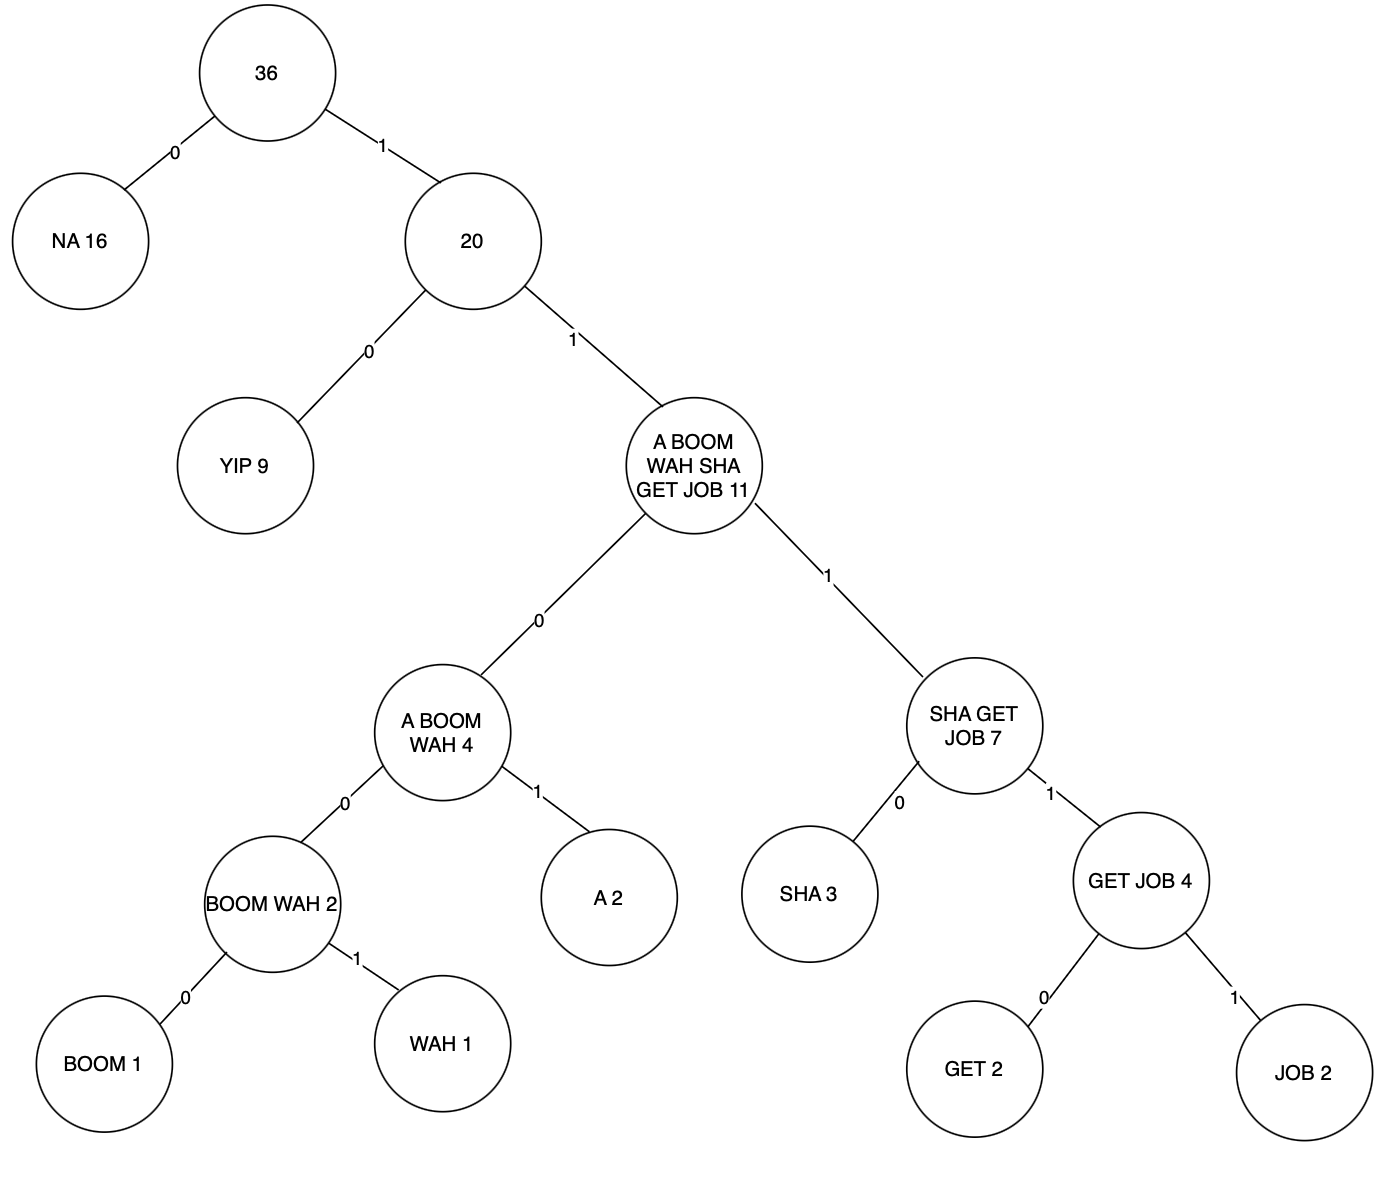 36
0
1
NA 16
20
0
1
YIP 9
A BOOM
WAH SHA
GET JOB 11
0
1
A BOOM
WAH 4
SHA GET
JOB 7
0
1
0
1
BOOM WAH 2
A 2
SHA 3
GET JOB 4
0
1
0
1
BOOM 1
WAH 1
GET 2
JOB 2